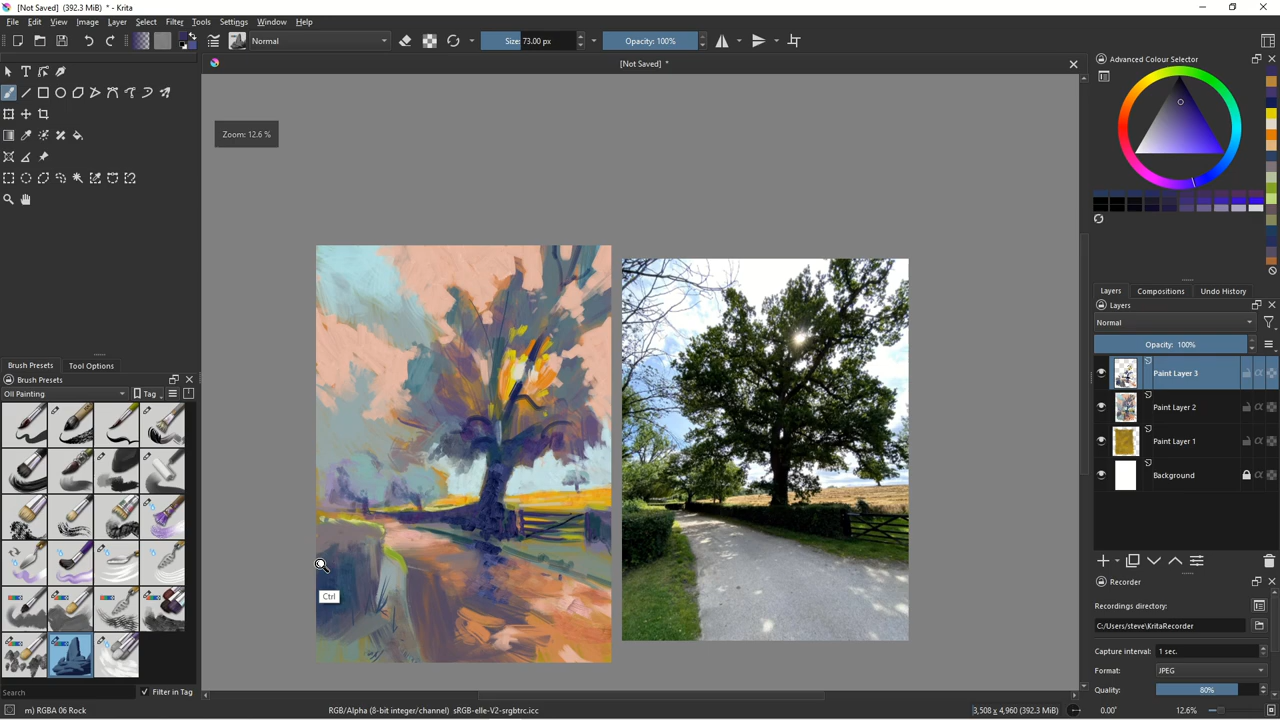 [Not Saved] (392.3 MiB) * - Krita
File Edit View Image Layer Select Filter Tools Settings Window Help
Normal Size: 73.00 px Opacity: 100%
[Not Saved] *
Zoom: 12.6 %
Advanced Colour Selector
Layers Compositions Undo History
Layers
Normal
Opacity: 100%
Paint Layer 3
Paint Layer 2
Paint Layer 1
Background
Brush Presets Tool Options
Brush Presets
Oil Painting Tag
Search Filter in Tag
Ctrl
Recorder
Recordings directory:
C:/Users/steve\KritaRecorder
Capture interval: 1 sec.
Format: JPEG
Quality: 80%
m) RGBA 06 Rock RGB/Alpha (8-bit integer/channel) sRGB-elle-V2-srgbtrc.icc 3,508 x 4,960 (392.3 MiB) 0.00° 12.6%